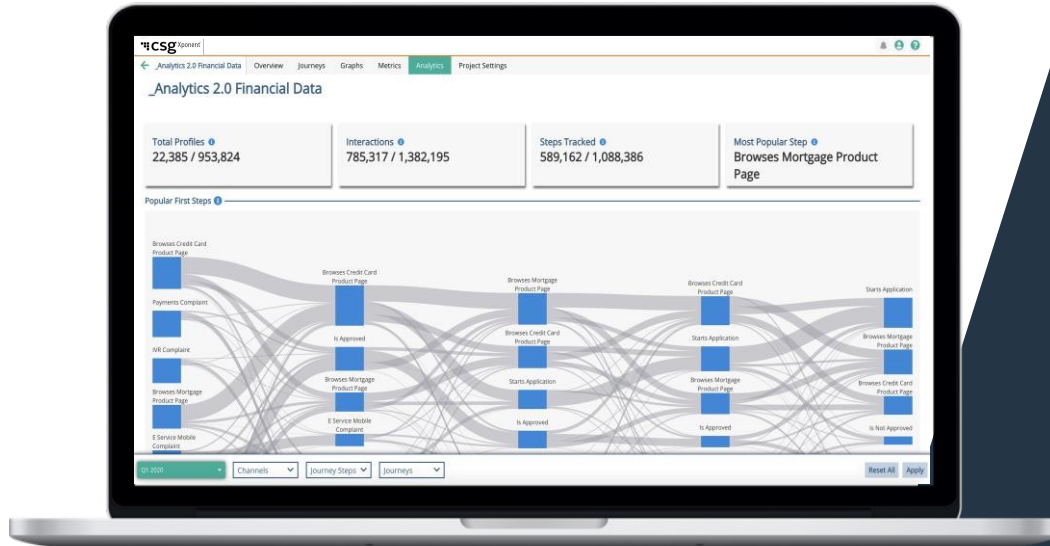 csg Xponent
_Analytics 2.0 Financial Data Overview Journeys Graphs Metrics Analytics Project Settings
_Analytics 2.0 Financial Data
Total Profiles
22,385 / 953,824
Interactions
785,317 / 1,382,195
Steps Tracked
589,162 / 1,088,386
Most Popular Step
Browses Mortgage Product
Page
Popular First Steps
Browses Credit Card
Product Page
Payments Complaint
IVR Complaint
Browses Mortgage
Product Page
E Service Mobile
Complaint
Browses Credit Card
Product Page
Is Approved
Browses Mortgage
Product Page
E Service Mobile
Complaint
Browses Mortgage
Product Page
Browses Credit Card
Product Page
Starts Application
Is Approved
Browses Credit Card
Product Page
Starts Application
Browses Mortgage
Product Page
Is Approved
Starts Application
Browses Mortgage
Product Page
Browses Credit Card
Product Page
Is Not Approved
Q1 2020 Channels Journey Steps Journeys Reset All Apply